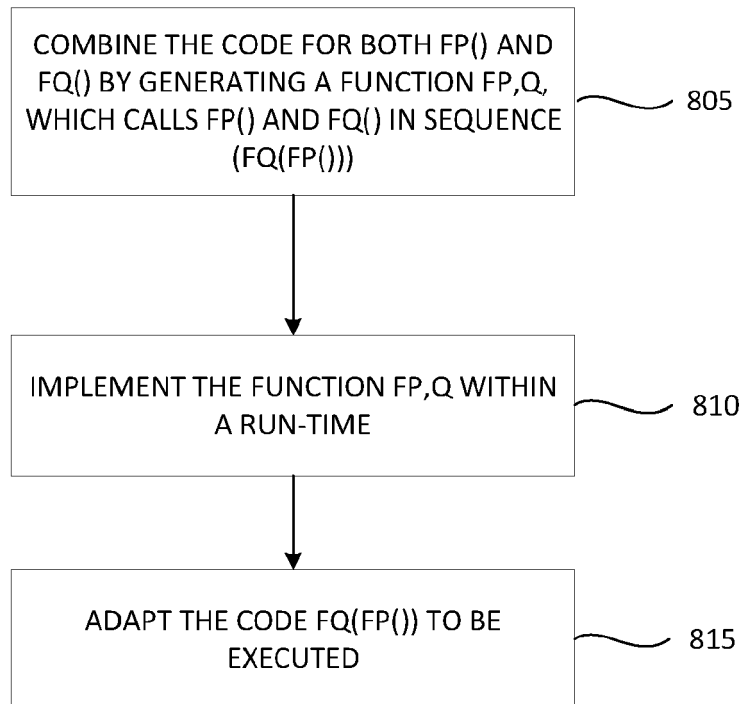 COMBINE THE CODE FOR BOTH FP() AND
FQ() BY GENERATING A FUNCTION FP,Q,
WHICH CALLS FP() AND FQ() IN SEQUENCE
(FQ(FP()))
805
IMPLEMENT THE FUNCTION FP,Q WITHIN
A RUN-TIME
810
ADAPT THE CODE FQ(FP()) TO BE
EXECUTED
815